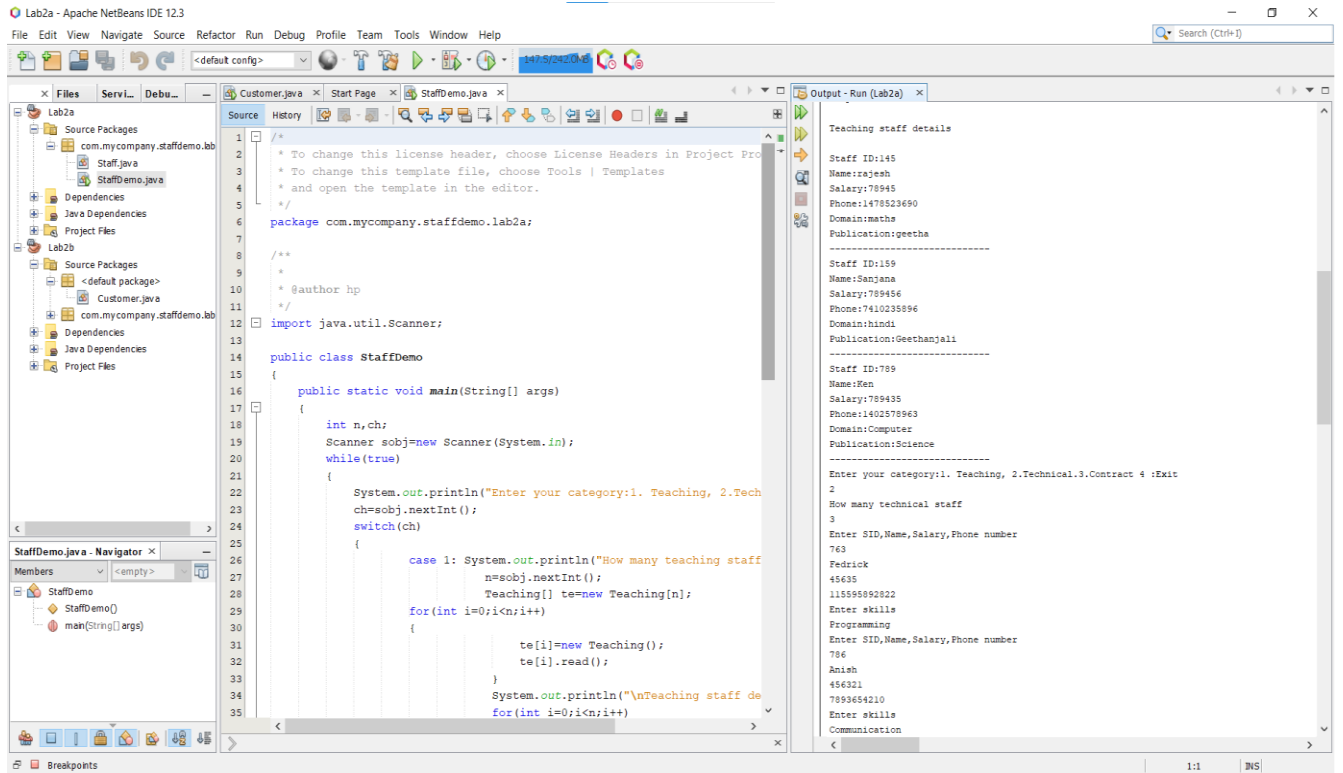 Lab2a - Apache NetBeans IDE 12.3
File Edit View Navigate Source Refactor Run Debug Profile Team Tools Window Help
Search (Ctrl+I)
<default config>
147.5/242.0MB
Files Servi... Debu...
Lab2a
Source Packages
com.mycompany.staffdemo.lab
Staff.java
StaffDemo.java
Dependencies
Java Dependencies
Project Files
Lab2b
Source Packages
<default package>
Customer.java
com.mycompany.staffdemo.lab
Dependencies
Java Dependencies
Project Files
StaffDemo.java - Navigator
Members <empty>
StaffDemo
StaffDemo()
main(String[] args)
Customer.java Start Page StaffDemo.java
Source History
1 /*
2 * To change this license header, choose License Headers in Project Pro
3 * To change this template file, choose Tools | Templates
4 * and open the template in the editor.
5 */
6 package com.mycompany.staffdemo.lab2a;
7
8 /**
9 *
10 * @author hp
11 */
12 import java.util.Scanner;
13
14 public class StaffDemo
15 {
16 public static void main(String[] args)
17 {
18 int n,ch;
19 Scanner sobj=new Scanner(System.in);
20 while(true)
21 {
22 System.out.println("Enter your category:1. Teaching, 2.Tech
23 ch=sobj.nextInt();
24 switch(ch)
25 {
26 case 1: System.out.println("How many teaching staff
27 n=sobj.nextInt();
28 Teaching[] te=new Teaching[n];
29 for(int i=0;i<n;i++)
30 {
31 te[i]=new Teaching();
32 te[i].read();
33 }
34 System.out.println("\nTeaching staff de
35 for(int i=0;i<n;i++)
Output - Run (Lab2a)
Teaching staff details
Staff ID:145
Name:rajesh
Salary:78945
Phone:1478523690
Domain:maths
Publication:geetha
-----------------------------
Staff ID:159
Name:Sanjana
Salary:789456
Phone:7410235896
Domain:hindi
Publication:Geethanjali
-----------------------------
Staff ID:789
Name:Ken
Salary:789435
Phone:1402578963
Domain:Computer
Publication:Science
-----------------------------
Enter your category:1. Teaching, 2.Technical.3.Contract 4 :Exit
2
How many technical staff
3
Enter SID,Name,Salary,Phone number
763
Fedrick
45635
115595892822
Enter skills
Programming
Enter SID,Name,Salary,Phone number
786
Anish
456321
7893654210
Enter skills
Communication
Breakpoints
1:1 INS